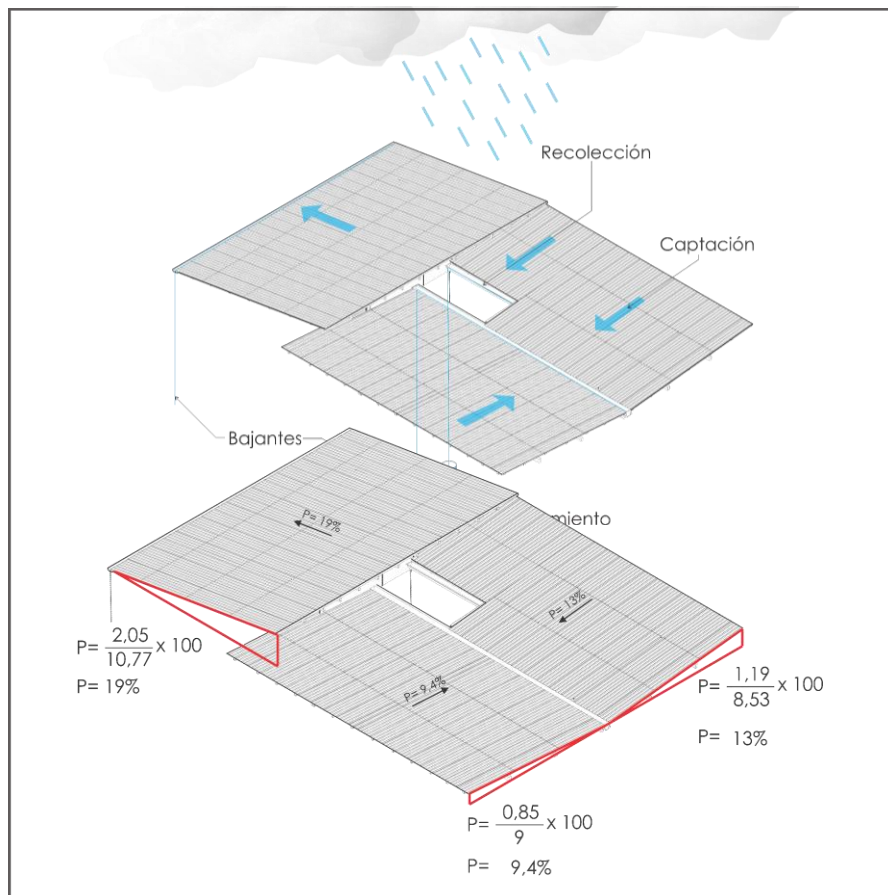 Recolección
Captación
Bajantes
P= 19%
miento
P= 13%
P= 2,05/10,77 x 100
P= 19%
P= 9,4%
P= 1,19/8,53 x 100
P= 13%
P= 0,85/9 x 100
P= 9,4%